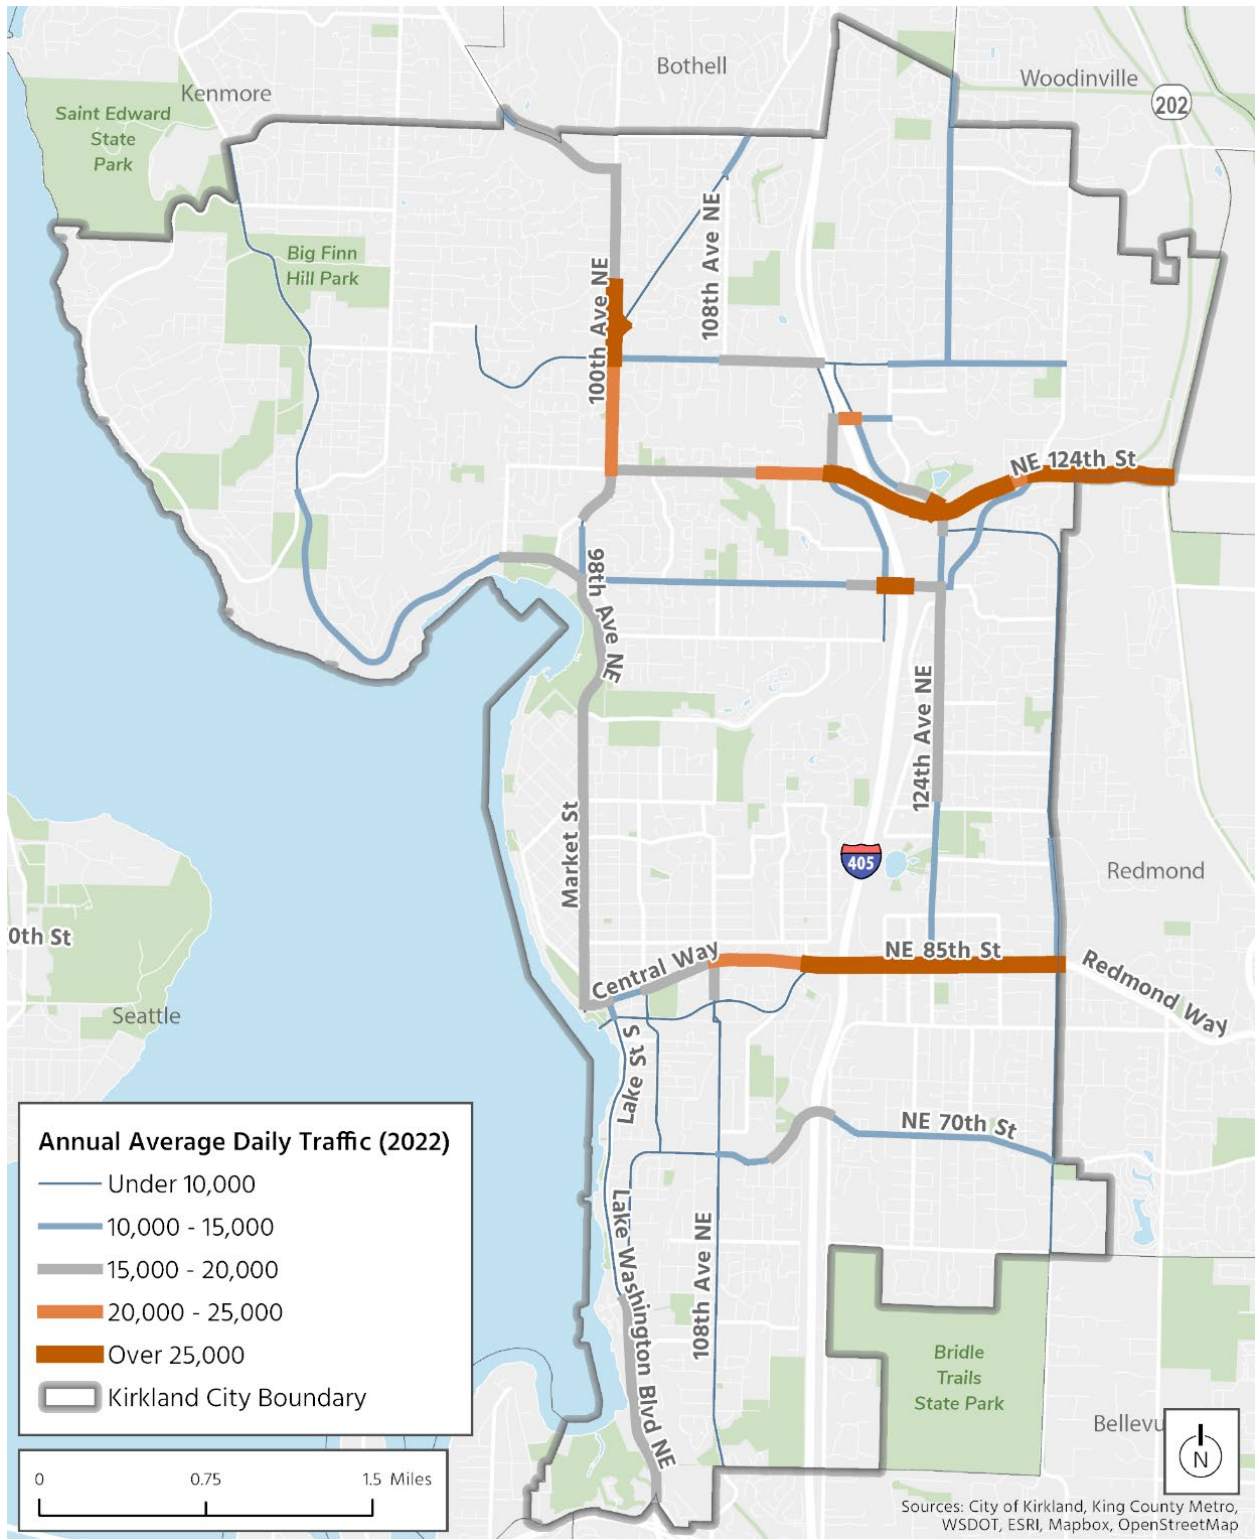 Bothell
Woodinville
Kenmore
202
Saint Edward
State
Park
Big Finn
Hill Park
108th Ave NE
100th Ave NE
NE 124th St
98th Ave NE
124th Ave NE
Market St
405
Redmond
0th St
Central Way
NE 85th St
Redmond Way
Seattle
Lake St S
NE 70th St
Lake Washington Blvd NE
108th Ave NE
Bridle
Trails
State Park
Bellevu
Annual Average Daily Traffic (2022)
Under 10,000
10,000 - 15,000
15,000 - 20,000
20,000 - 25,000
Over 25,000
Kirkland City Boundary
0 0.75 1.5 Miles
N
Sources: City of Kirkland, King County Metro,
WSDOT, ESRI, Mapbox, OpenStreetMap